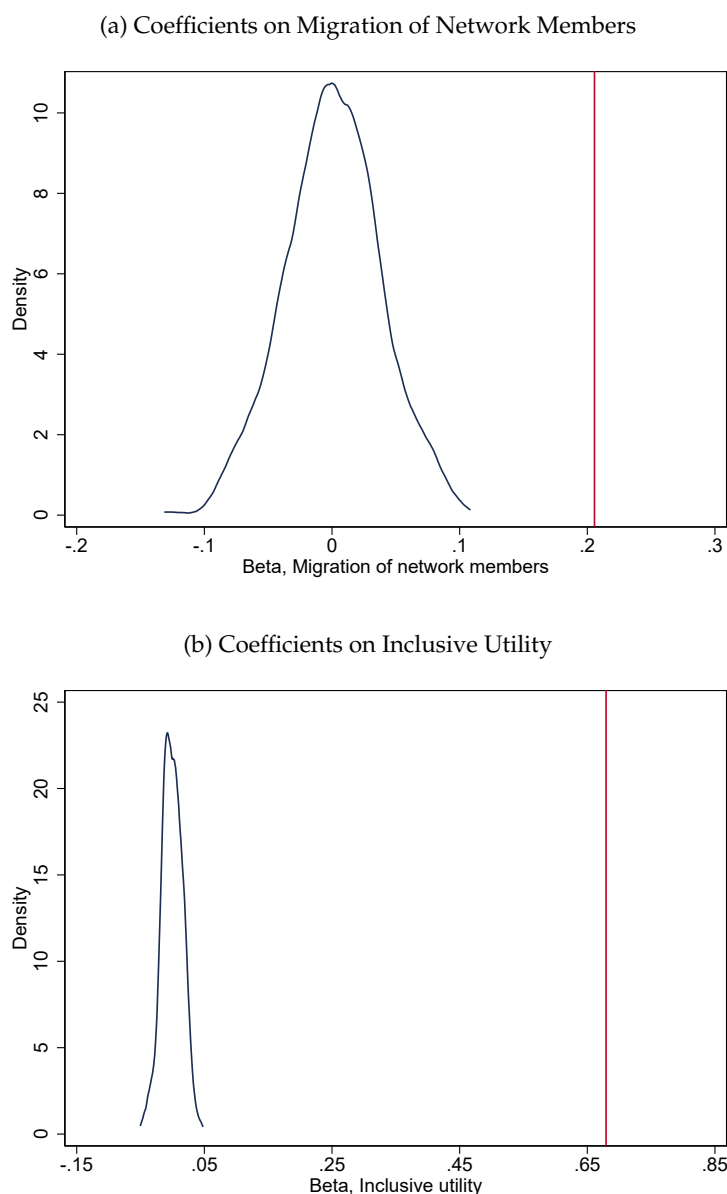 (a) Coefficients on Migration of Network Members
10
8
6
4
2
0
Density
-.2 -.1 0 .1 .2 .3
Beta, Migration of network members
(b) Coefficients on Inclusive Utility
25
20
15
10
5
0
Density
-.15 .05 .25 .45 .65 .85
Beta, Inclusive utility